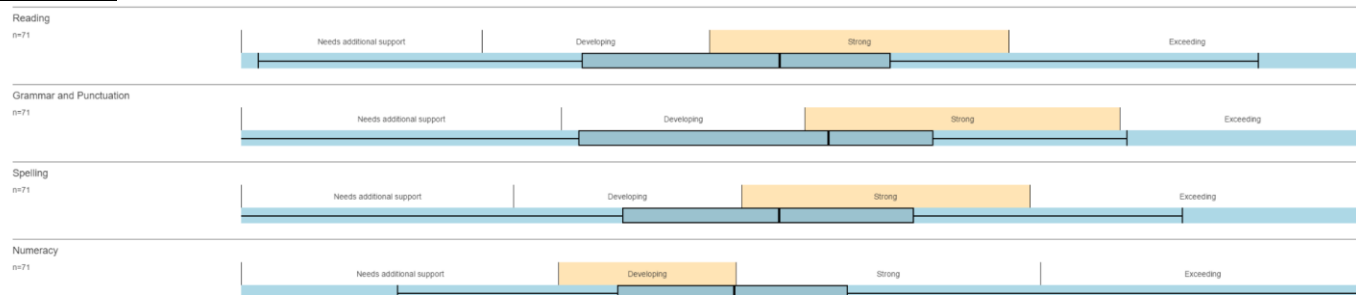 Reading
n=71
Needs additional support Developing Strong Exceeding
Grammar and Punctuation
n=71
Needs additional support Developing Strong Exceeding
Spelling
n=71
Needs additional support Developing Strong Exceeding
Numeracy
n=71
Needs additional support Developing Strong Exceeding